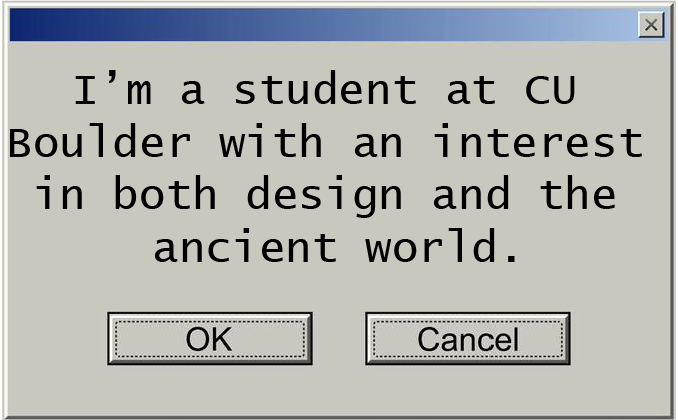 I’m a student at CU
Boulder with an interest
in both design and the
ancient world.
OK Cancel